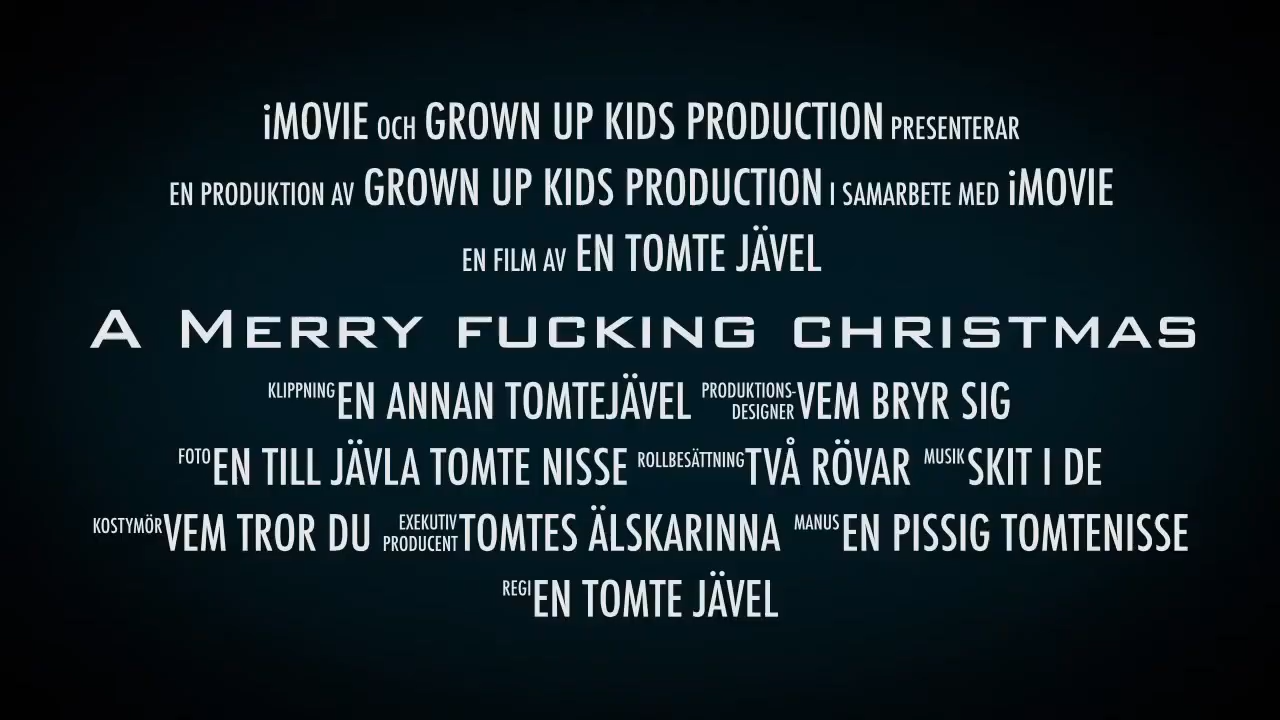 iMOVIE OCH GROWN UP KIDS PRODUCTION PRESENTERAR
EN PRODUKTION AV GROWN UP KIDS PRODUCTION I SAMARBETE MED iMOVIE
EN FILM AV EN TOMTE JÄVEL
A MERRY FUCKING CHRISTMAS
KLIPPNING EN ANNAN TOMTEJÄVEL PRODUKTIONS-DESIGNER VEM BRYR SIG
FOTO EN TILL JÄVLA TOMTE NISSE ROLLBESÄTTNING TVÅ RÖVAR MUSIK SKIT I DE
KOSTYMÖR VEM TROR DU EXEKUTIV PRODUCENT TOMTES ÄLSKARINNA MANUS EN PISSIG TOMTENISSE
REGI EN TOMTE JÄVEL